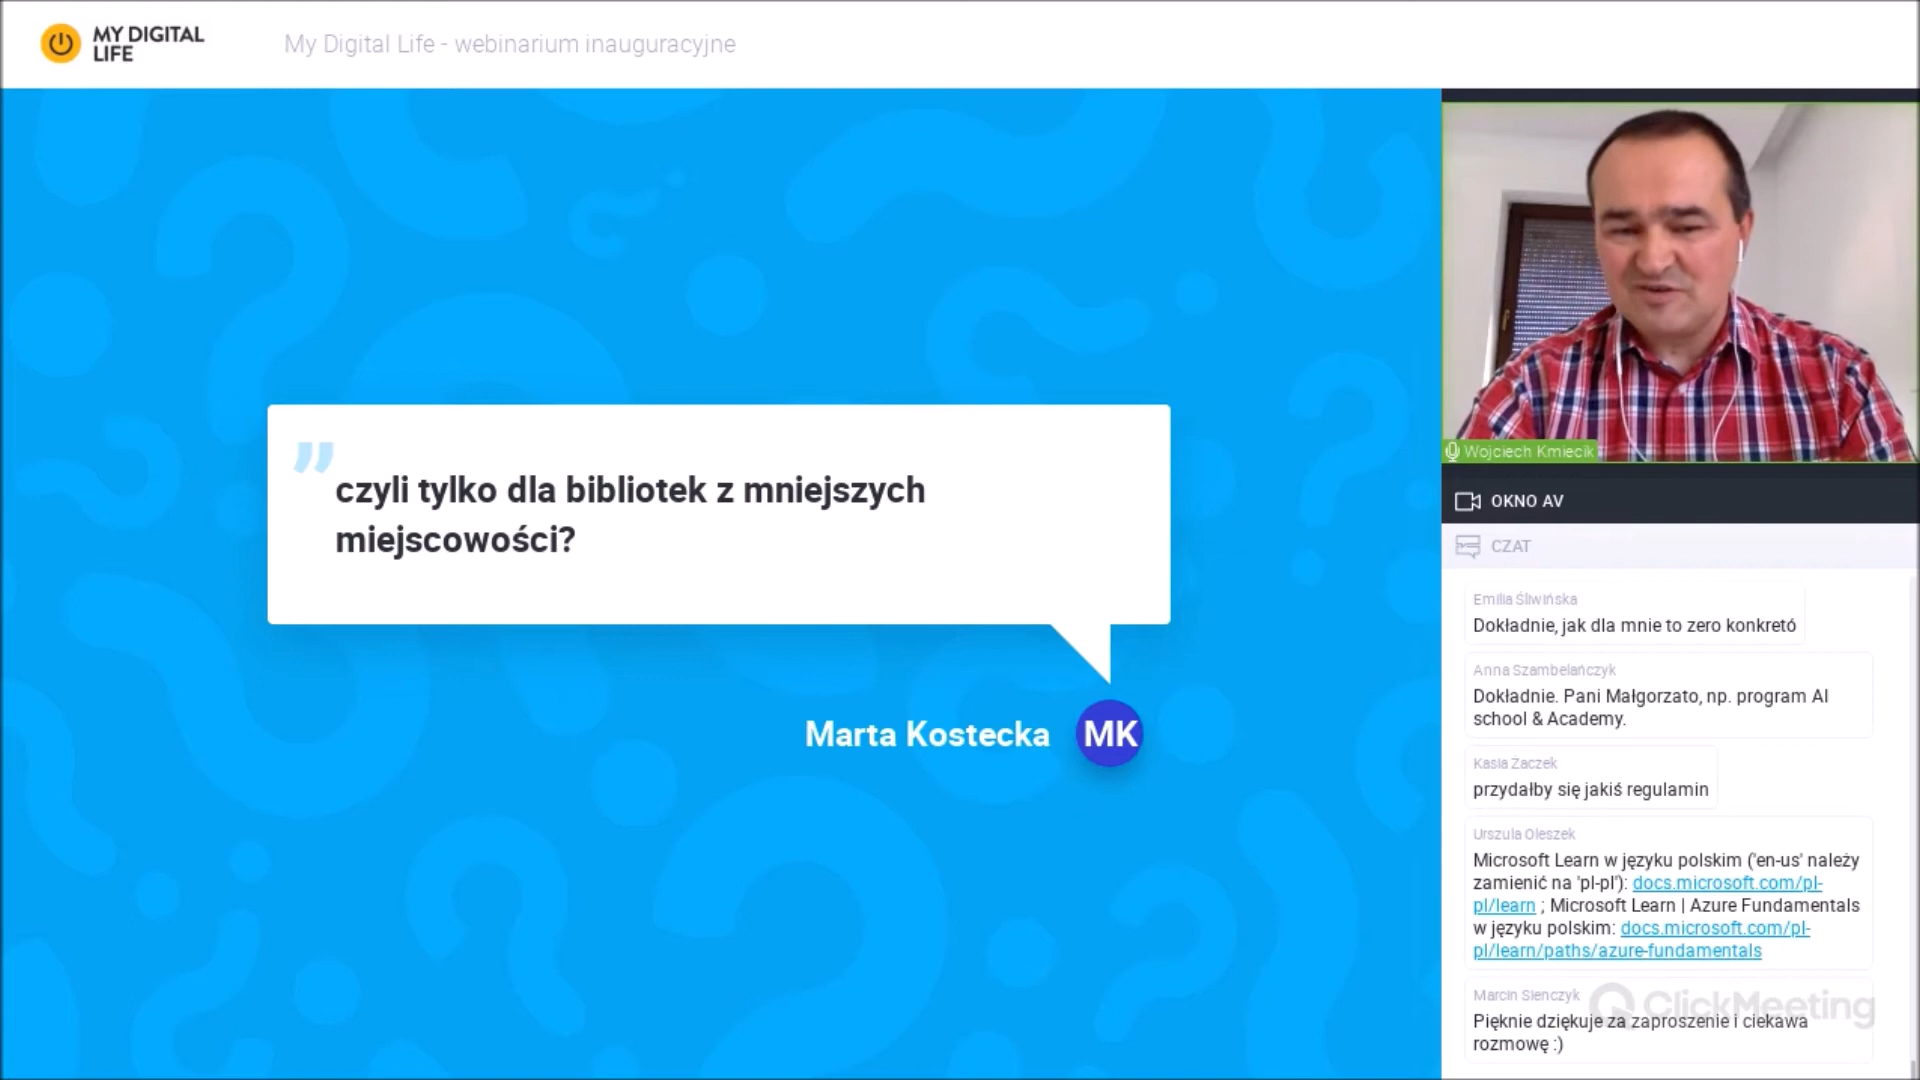 MY DIGITAL
LIFE
My Digital Life - webinarium inauguracyjne
”
czyli tylko dla bibliotek z mniejszych
miejscowości?
Marta Kostecka
MK
Wojciech Kmiecik
OKNO AV
CZAT
Emilia Śliwińska
Dokładnie, jak dla mnie to zero konkretó
Anna Szambelańczyk
Dokładnie. Pani Małgorzato, np. program AI
school & Academy.
Kasia Żaczek
przydałby się jakiś regulamin
Urszula Oleszek
Microsoft Learn w języku polskim ('en-us' należy
zamienić na 'pl-pl'): docs.microsoft.com/pl-
pl/learn ; Microsoft Learn | Azure Fundamentals
w języku polskim: docs.microsoft.com/pl-
pl/learn/paths/azure-fundamentals
Marcin Sienczyk
Pięknie dziękuje za zaproszenie i ciekawa
rozmowę :)
ClickMeeting